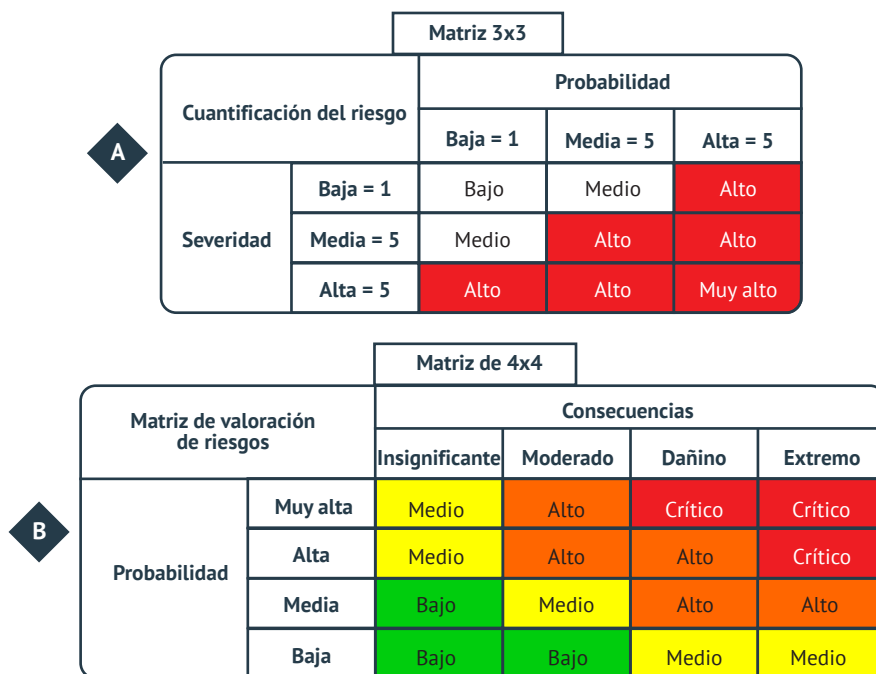 Matriz 3x3
A
Cuantificación del riesgo
Probabilidad
Baja = 1 Media = 5 Alta = 5
Severidad
Baja = 1 Bajo Medio Alto
Media = 5 Medio Alto Alto
Alta = 5 Alto Alto Muy alto
Matriz de 4x4
B
Matriz de valoración
de riesgos
Consecuencias
Insignificante Moderado Dañino Extremo
Probabilidad
Muy alta Medio Alto Crítico Crítico
Alta Medio Alto Alto Crítico
Media Bajo Medio Alto Alto
Baja Bajo Bajo Medio Medio